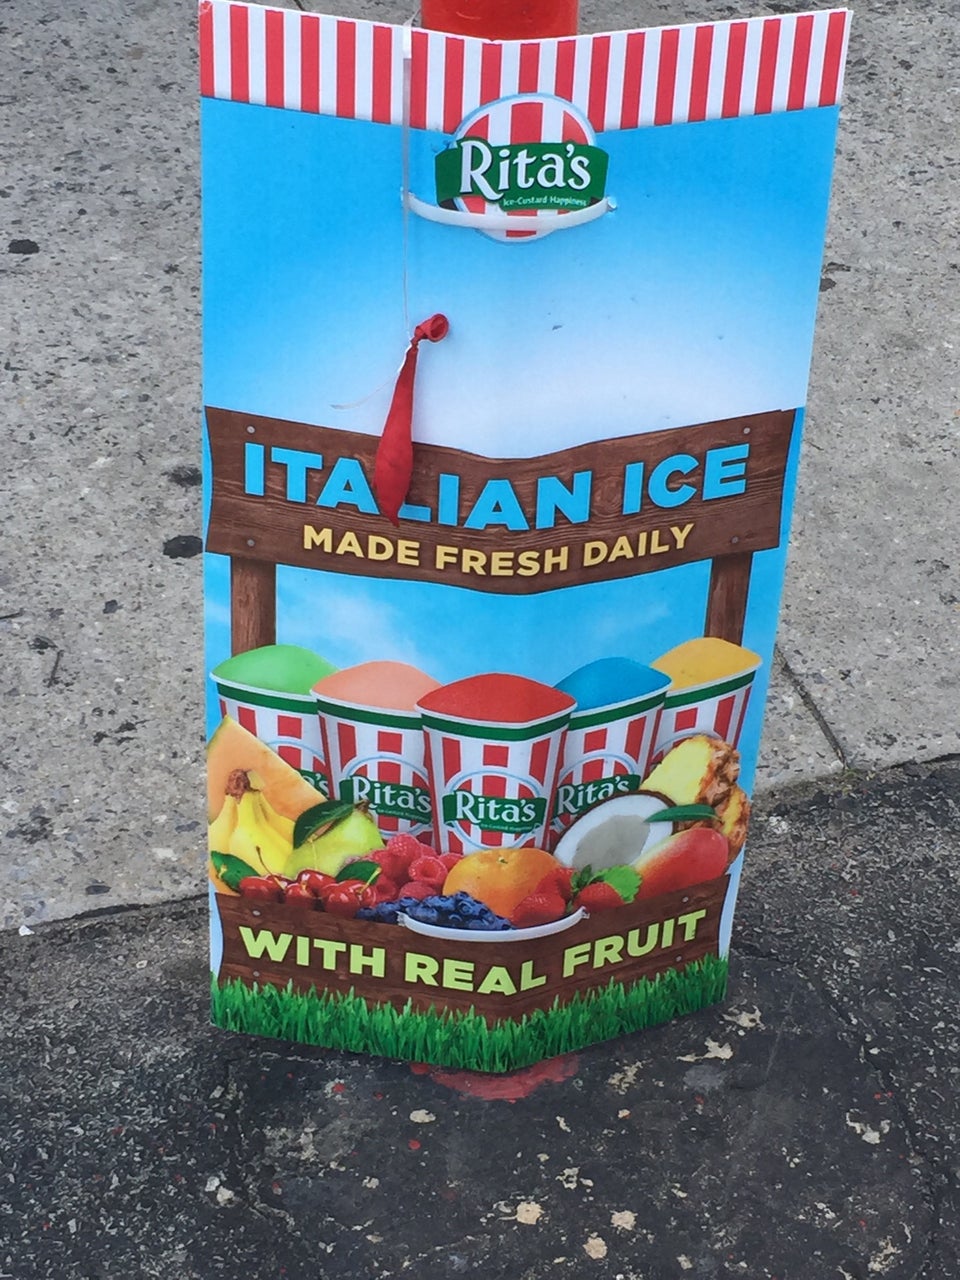 Rita's
Ice-Custard Happiness
ITALIAN ICE
MADE FRESH DAILY
Rita's
Rita's
Rita's
WITH REAL FRUIT